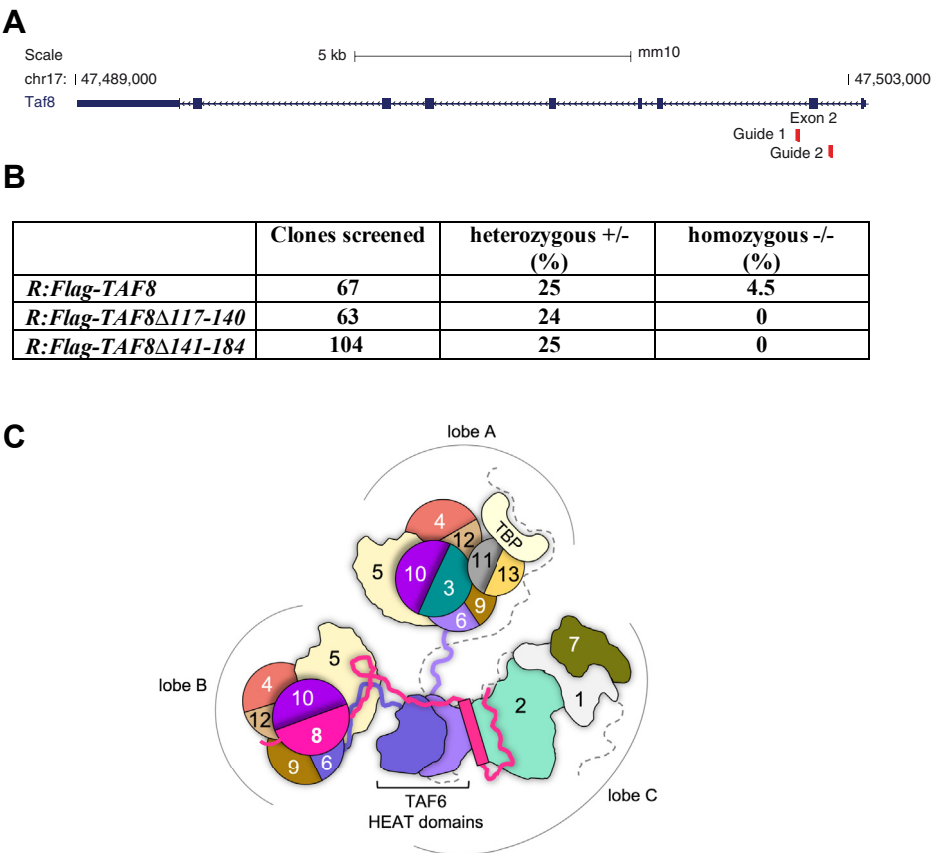 A
Scale 5 kb mm10
chr17: 47,489,000 47,503,000
Taf8
Exon 2
Guide 1
Guide 2
B
Clones screened heterozygous +/- (%) homozygous -/- (%)
R:Flag-TAF8 67 25 4.5
R:Flag-TAF8Δ117-140 63 24 0
R:Flag-TAF8Δ141-184 104 25 0
C
lobe A
4 12 TBP
5 10 3 11 13
9
6
lobe B
5
4 10
12 8
9 6
7
2 1
TAF6
HEAT domains
lobe C